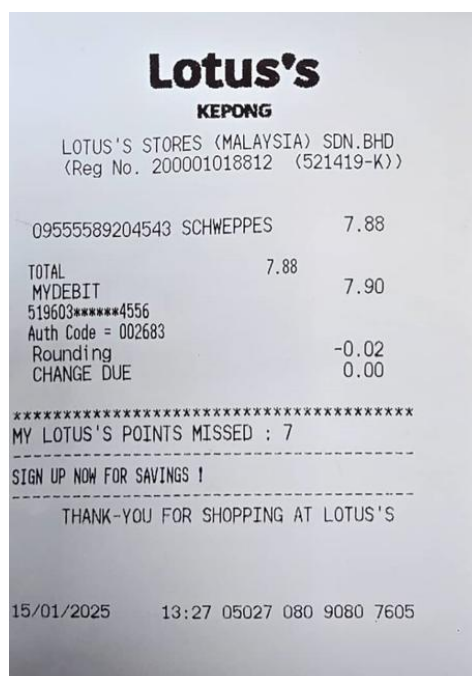 Lotus's
KEPONG
LOTUS'S STORES (MALAYSIA) SDN.BHD
(Reg No. 200001018812 (521419-K))
09555589204543 SCHWEPPES 7.88
TOTAL 7.88
MYDEBIT 7.90
519603******4556
Auth Code = 002683
Rounding -0.02
CHANGE DUE 0.00
****************************************
MY LOTUS'S POINTS MISSED : 7
----------------------------------------
SIGN UP NOW FOR SAVINGS !
----------------------------------------
THANK-YOU FOR SHOPPING AT LOTUS'S
15/01/2025 13:27 05027 080 9080 7605